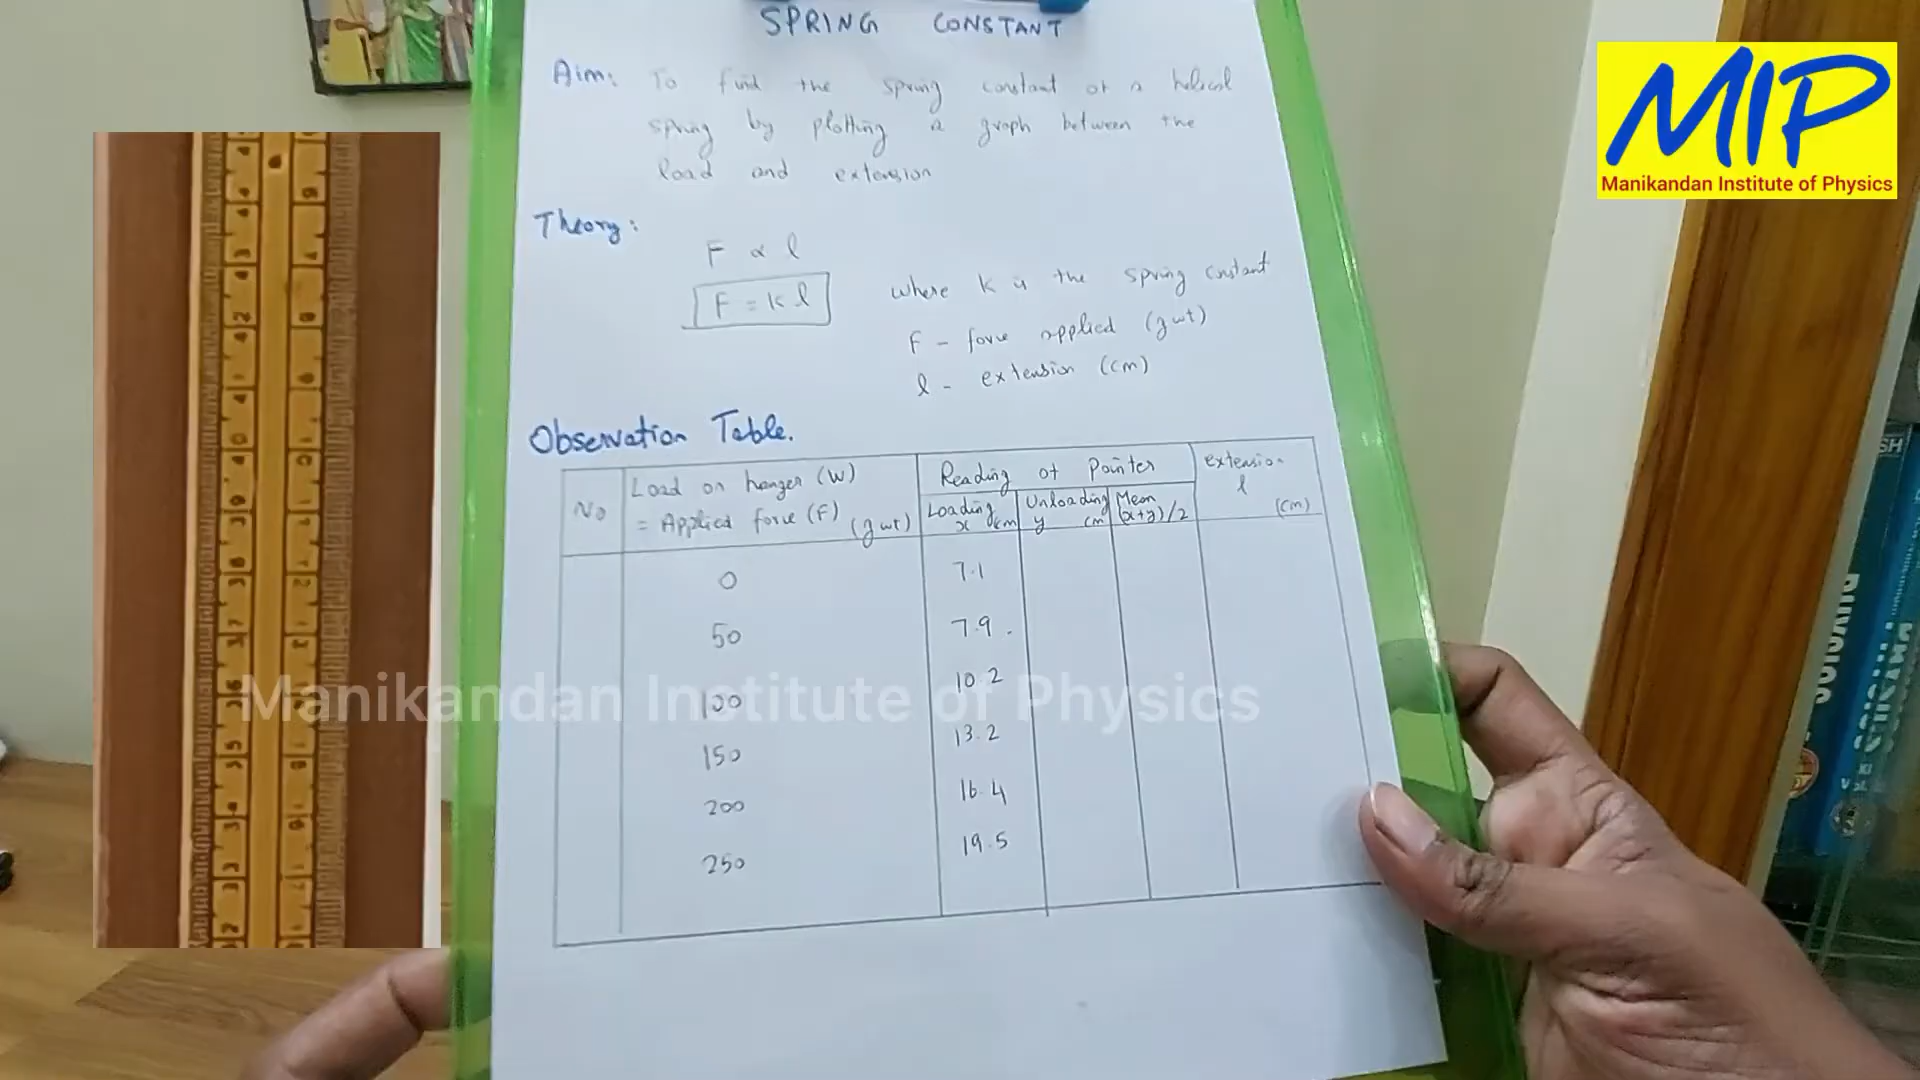 SPRING CONSTANT
Aim: To find the spring constant of a helical
spring by plotting a graph between the
load and extension
Theory:
F ∝ l
F = k l
where k is the spring constant
F - force applied (g wt)
l - extension (cm)
Observation Table.
No
Load on hanger (W)
= Applied force (F) (g wt)
Reading of Pointer
Loading x cm
Unloading y cm
Mean (x+y)/2
extension l (cm)
0 7.1
50 7.9
100 10.2
150 13.2
200 16.4
250 19.5
MIP
Manikandan Institute of Physics
Manikandan Institute of Physics
PHYSICS